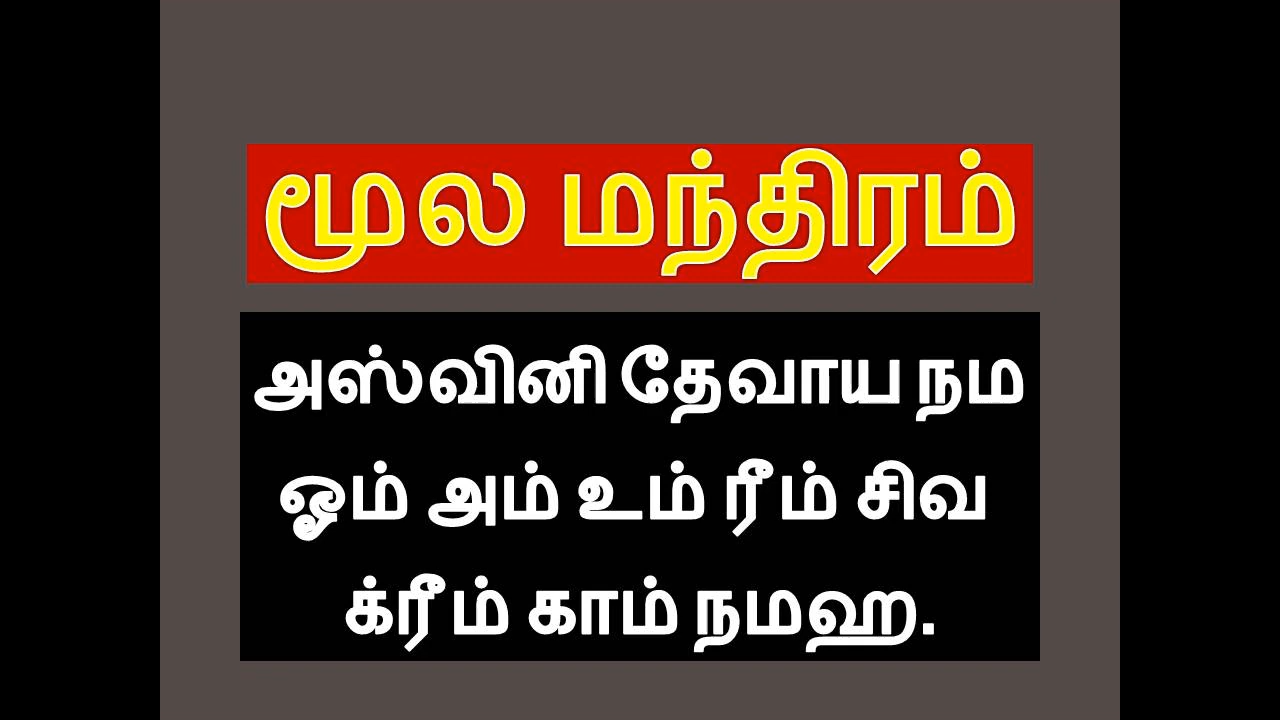 மூல மந்திரம்
அஸ்வினி தேவாய நம
ஓம் அம் உம் ரீம் சிவ
க்ரீம் காம் நமஹ.